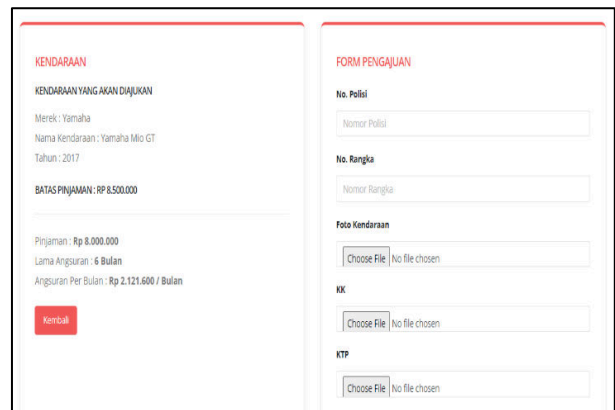 KENDARAAN
KENDARAAN YANG AKAN DIAJUKAN
Merek : Yamaha
Nama Kendaraan : Yamaha Mio GT
Tahun : 2017
BATAS PINJAMAN : RP 8.500.000
Pinjaman : Rp 8.000.000
Lama Angsuran : 6 Bulan
Angsuran Per Bulan : Rp 2.121.600 / Bulan
Kembali
FORM PENGAJUAN
No. Polisi
Nomor Polisi
No. Rangka
Nomor Rangka
Foto Kendaraan
Choose File No file chosen
KK
Choose File No file chosen
KTP
Choose File No file chosen